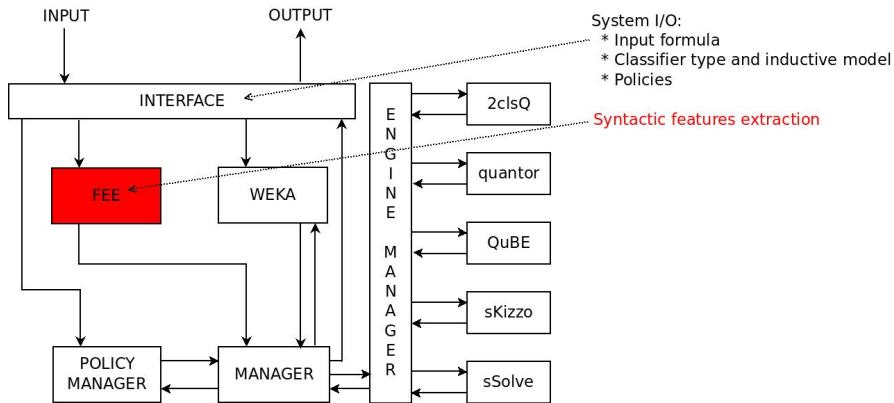 INPUT
OUTPUT
System I/O:
* Input formula
* Classifier type and inductive model
* Policies
INTERFACE
Syntactic features extraction
FEE
WEKA
POLICY
MANAGER
MANAGER
E
N
G
I
N
E
M
A
N
A
G
E
R
2clsQ
quantor
QuBE
sKizzo
sSolve